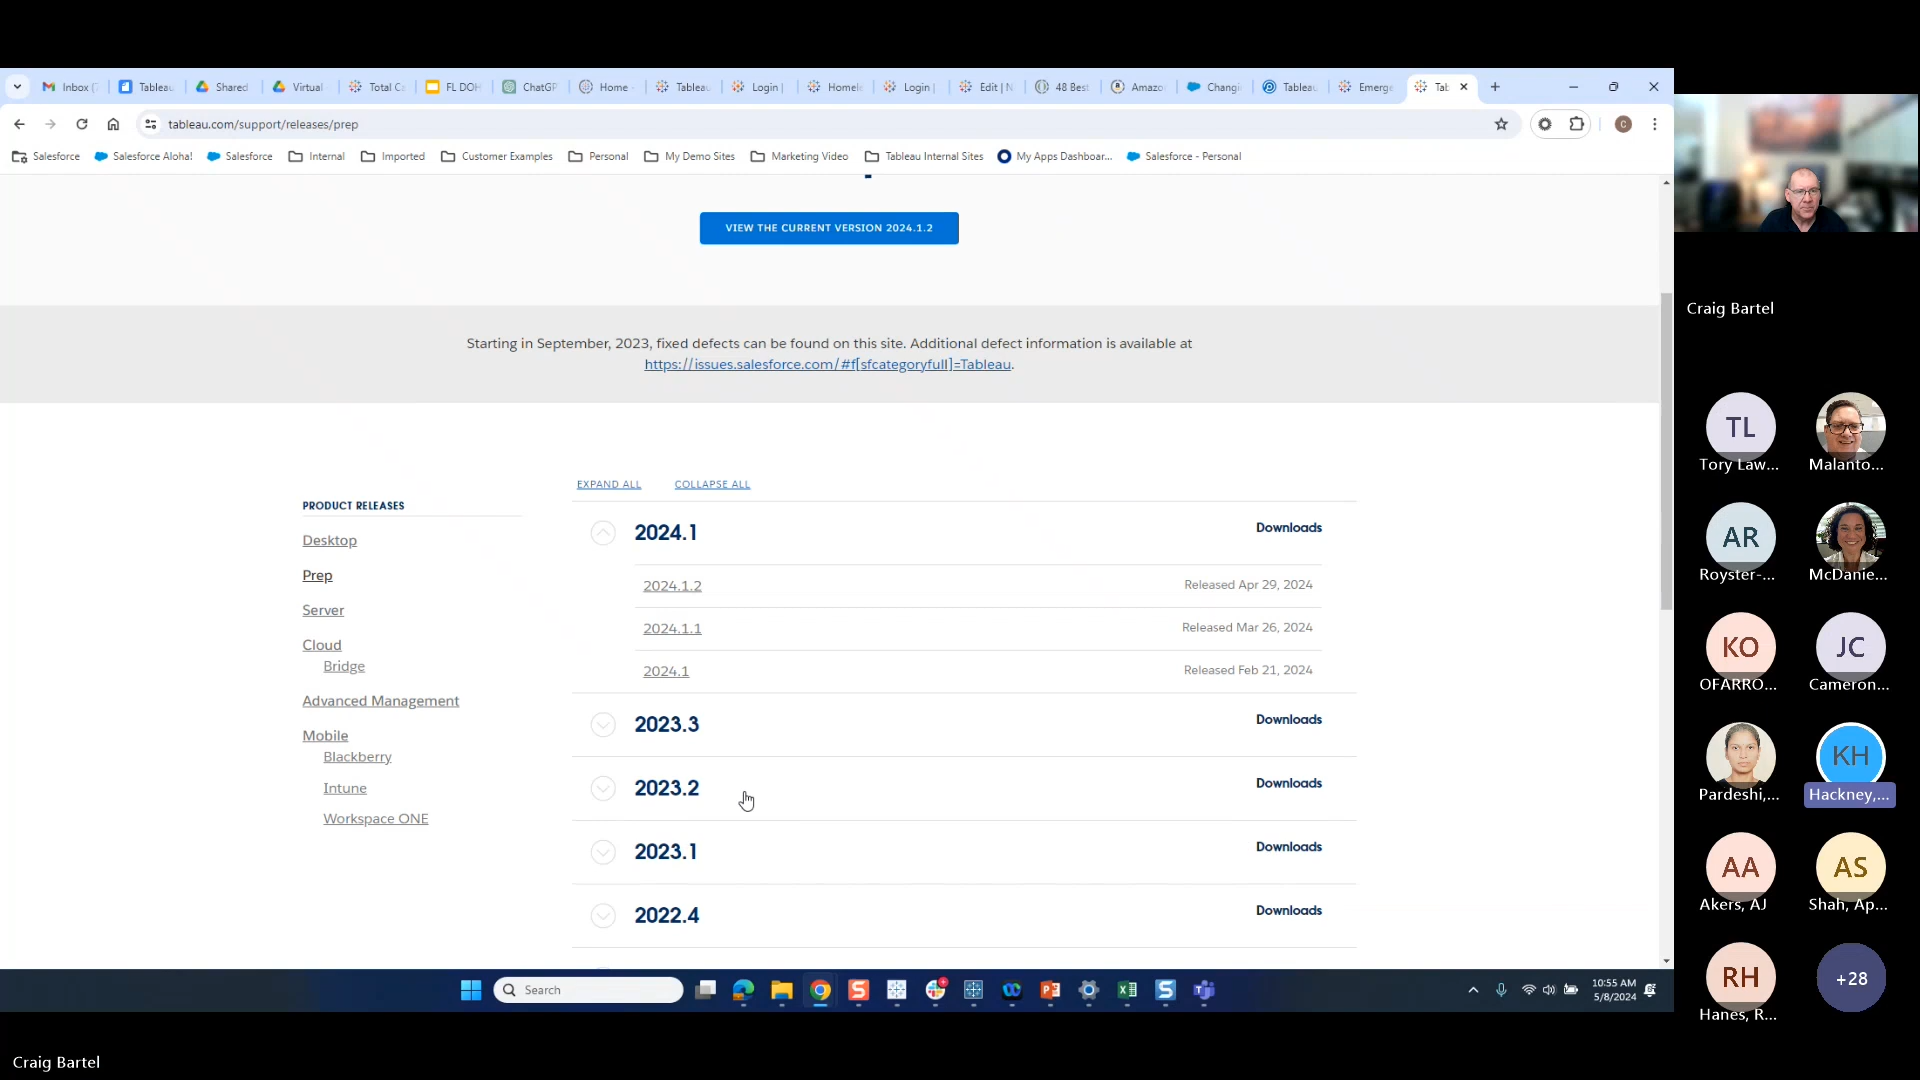 Inbox (
Tableau
Shared
Virtual
Total C
FL DOH
ChatGP
Home
Tableau
Login |
Homel
Login |
Edit | N
48 Best
Amazo
Changi
Tableau
Emerge
Tab
tableau.com/support/releases/prep
C
Salesforce
Salesforce Aloha!
Salesforce
Internal
Imported
Customer Examples
Personal
My Demo Sites
Marketing Video
Tableau Internal Sites
My Apps Dashboar...
Salesforce - Personal
VIEW THE CURRENT VERSION 2024.1.2
Starting in September, 2023, fixed defects can be found on this site. Additional defect information is available at
https://issues.salesforce.com/#f[sfcategoryfull]=Tableau.
EXPAND ALL COLLAPSE ALL
PRODUCT RELEASES
Desktop
Prep
Server
Cloud
Bridge
Advanced Management
Mobile
Blackberry
Intune
Workspace ONE
2024.1 Downloads
2024.1.2 Released Apr 29, 2024
2024.1.1 Released Mar 26, 2024
2024.1 Released Feb 21, 2024
2023.3 Downloads
2023.2 Downloads
2023.1 Downloads
2022.4 Downloads
Search
10:55 AM
5/8/2024
Craig Bartel
TL
Tory Law...
Malanto...
AR
Royster-...
McDanie...
KO
OFARRO...
JC
Cameron...
Pardeshi,...
KH
Hackney,...
AA
Akers, AJ
AS
Shah, Ap...
RH
Hanes, R...
+28
Craig Bartel